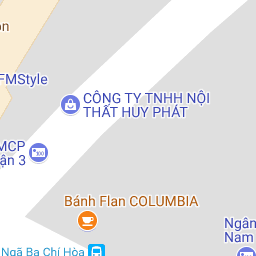 òn
FMStyle
CÔNG TY TNHH NỘI
THẤT HUY PHÁT
MCP
ận 3
Bánh Flan COLUMBIA
Ngân
Nam
Ngã Ba Chí Hòa